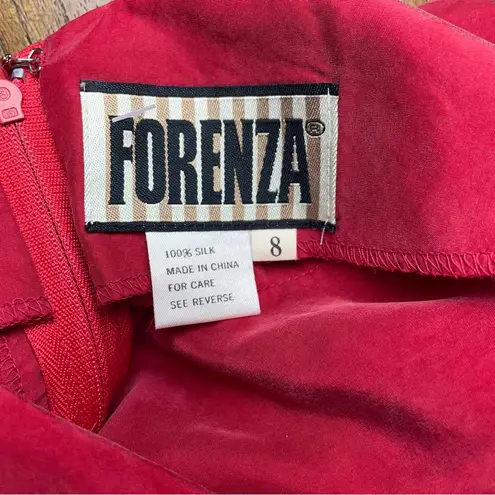 FORENZA®
100% SILK
MADE IN CHINA
FOR CARE
SEE REVERSE
8